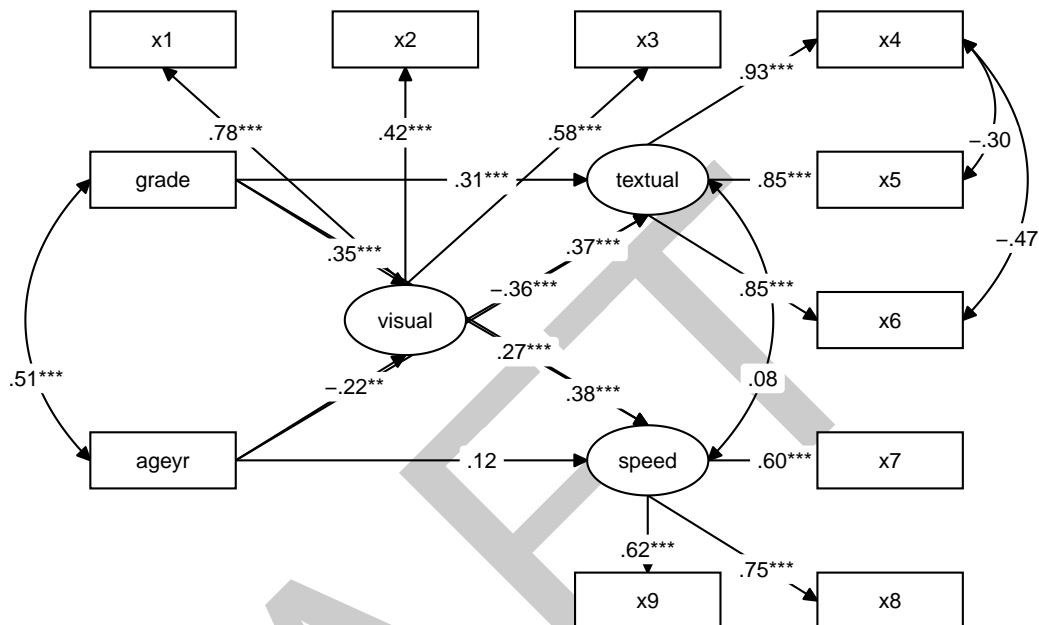 x1
x2
x3
x4
.93***
.78***
.42***
.58***
−.30
grade
.31***
textual
.85***
x5
.35***
.37***
−.47
−.36***
.85***
visual
x6
.27***
.51***
−.22**
.38***
.08
ageyr
.12
speed
.60***
x7
.62***
.75***
x9
x8